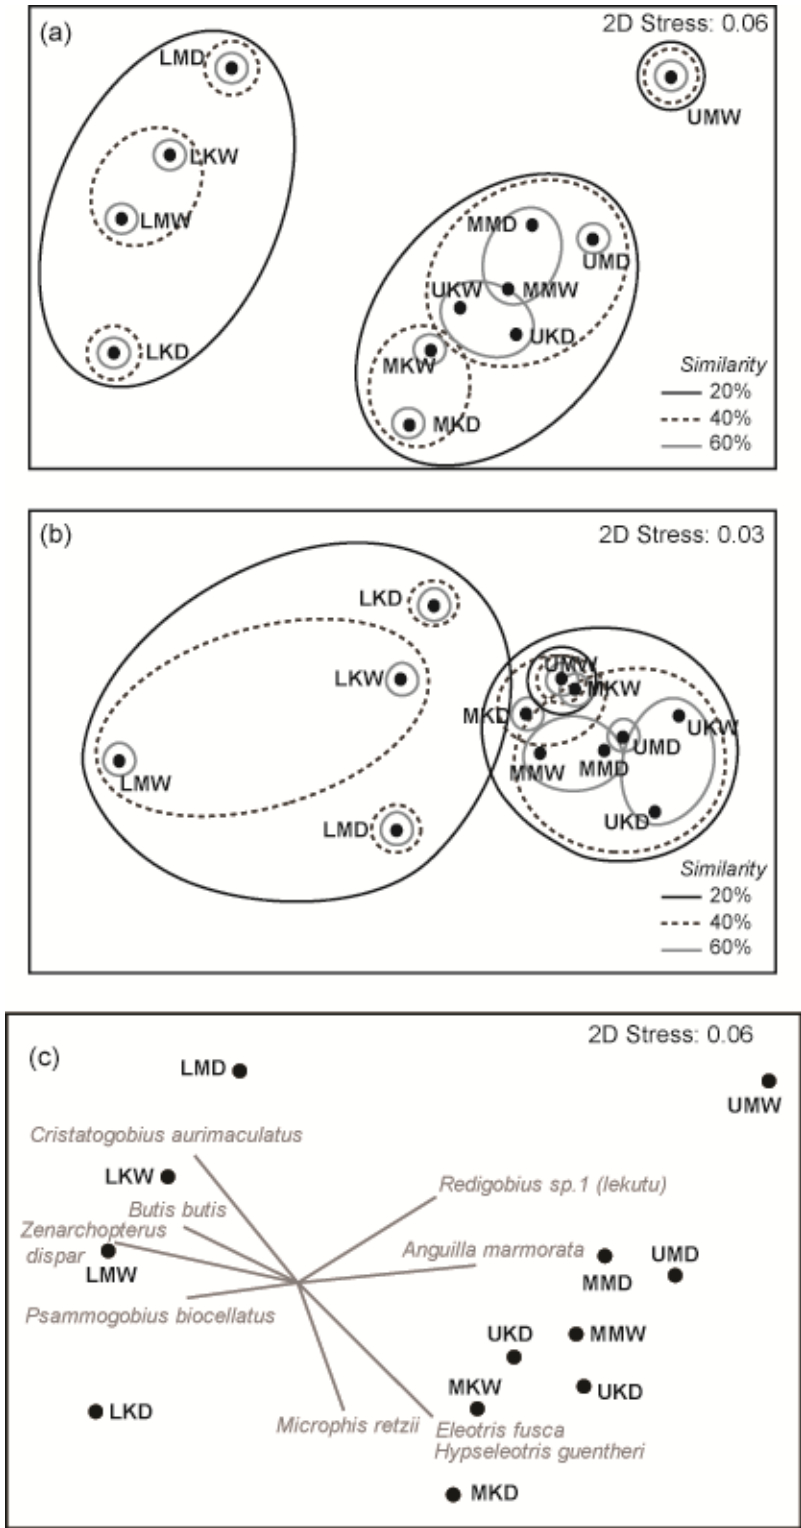 (a)
2D Stress: 0.06
LMD
UMW
LKW
LMW
MMD
UMD
UKW
MMW
UKD
LKD
MKW
MKD
Similarity
20%
40%
60%
(b)
2D Stress: 0.03
LKD
UMW
LKW
MKW
MKD
UKW
UMD
LMW
MMW
MMD
UKD
LMD
Similarity
20%
40%
60%
(c)
2D Stress: 0.06
LMD
UMW
Cristatogobius aurimaculatus
LKW
Redigobius sp.1 (lekutu)
Butis butis
Zenarchopterus
dispar
LMW
Anguilla marmorata
UMD
MMD
Psammogobius biocellatus
UKD
MMW
MKW
UKD
LKD
Microphis retzii
Eleotris fusca
Hypseleotris guentheri
MKD